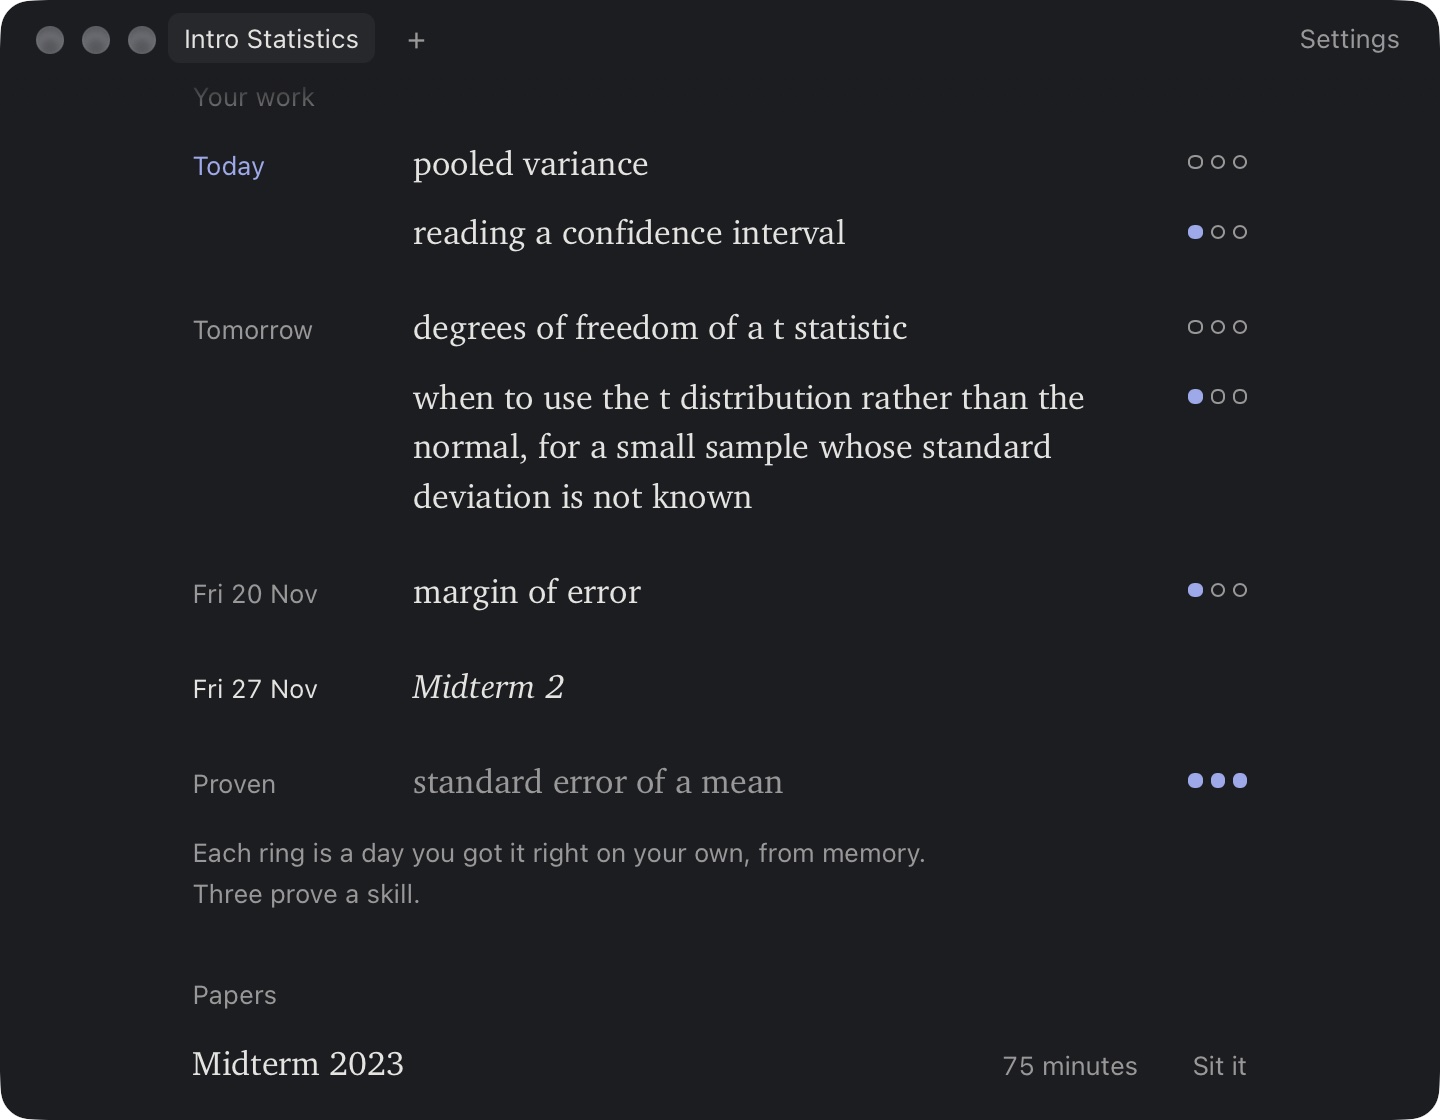 Intro Statistics
+
Settings
Your work
Today
pooled variance
reading a confidence interval
Tomorrow
degrees of freedom of a t statistic
when to use the t distribution rather than the
normal, for a small sample whose standard
deviation is not known
Fri 20 Nov
margin of error
Fri 27 Nov
Midterm 2
Proven
standard error of a mean
Each ring is a day you got it right on your own, from memory.
Three prove a skill.
Papers
Midterm 2023
75 minutes
Sit it